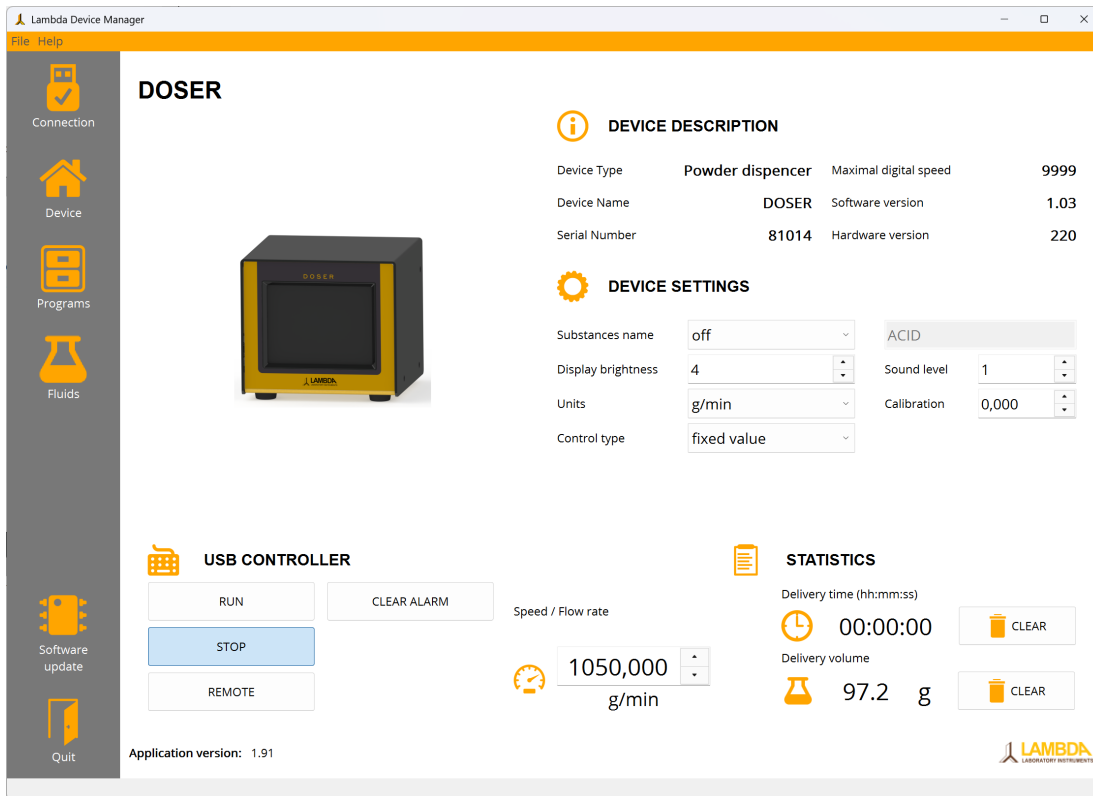 Lambda Device Manager
File Help
Connection
Device
Programs
Fluids
Software
update
Quit
DOSER
DOSER
LAMBDA
DEVICE DESCRIPTION
Device Type Powder dispencer Maximal digital speed 9999
Device Name DOSER Software version 1.03
Serial Number 81014 Hardware version 220
DEVICE SETTINGS
Substances name off ACID
Display brightness 4 Sound level 1
Units g/min Calibration 0,000
Control type fixed value
USB CONTROLLER
RUN CLEAR ALARM
STOP
REMOTE
Speed / Flow rate
1050,000
g/min
STATISTICS
Delivery time (hh:mm:ss)
00:00:00 CLEAR
Delivery volume
97.2 g CLEAR
Application version: 1.91
LAMBDA
LABORATORY INSTRUMENTS